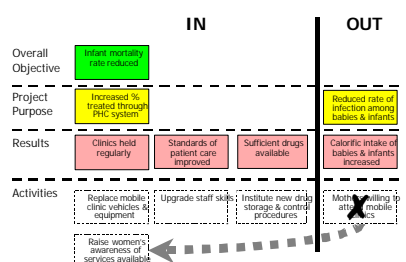 IN
OUT
Overall
Objective
Infant mortality
rate reduced
Project
Purpose
Increased %
treated through
PHC system
Reduced rate of
infection among
babies & infants
Results
Clinics held
regularly
Standards of
patient care
improved
Sufficient drugs
available
Calorific intake of
babies & infants
increased
Activities
Replace mobile
clinic vehicles &
equipment
Upgrade staff skills
Institute new drug
storage & control
procedures
willing to
mobile
Raise women's
awareness of
services available